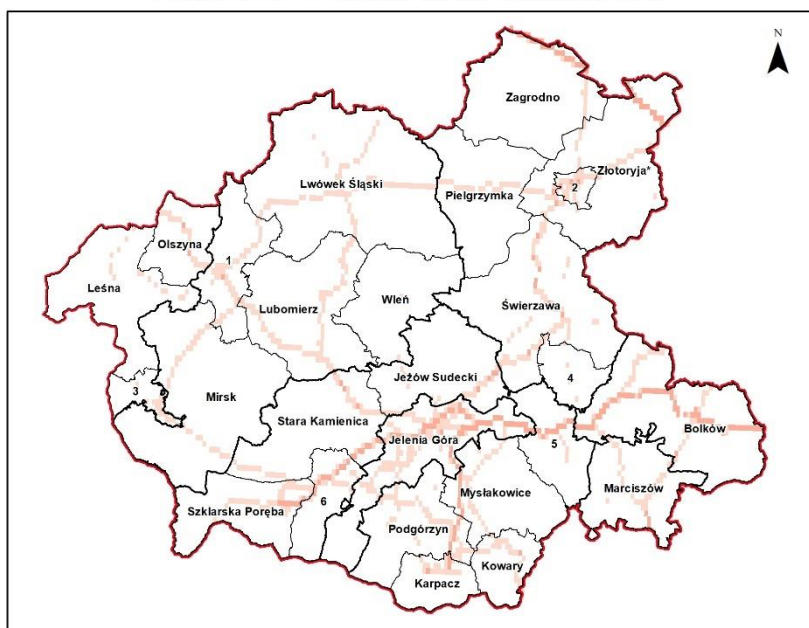 N
Zagrodno
Złotoryja*
2
Lwówek Śląski
Pielgrzymka
Olszyna
1
Leśna
Lubomierz
Wleń
Świerzawa
4
Jeżów Sudecki
3
Mirsk
Stara Kamienica
Jelenia Góra
5
Bolków
Marciszów
Mysłakowice
6
Szklarska Poręba
Podgórzyn
Kowary
Karpacz